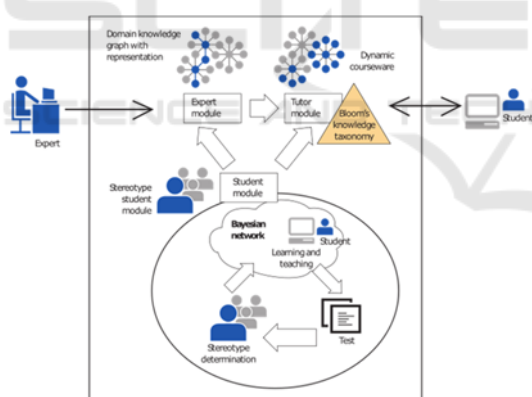 Domain knowledge
graph with
representation
Dynamic
courseware
Expert
module
Tutor
module
Bloom's
knowledge
taxonomy
Expert
Student
Stereotype
student
module
Student
module
Bayesian
network
Student
Learning and
teaching
Stereotype
determination
Test